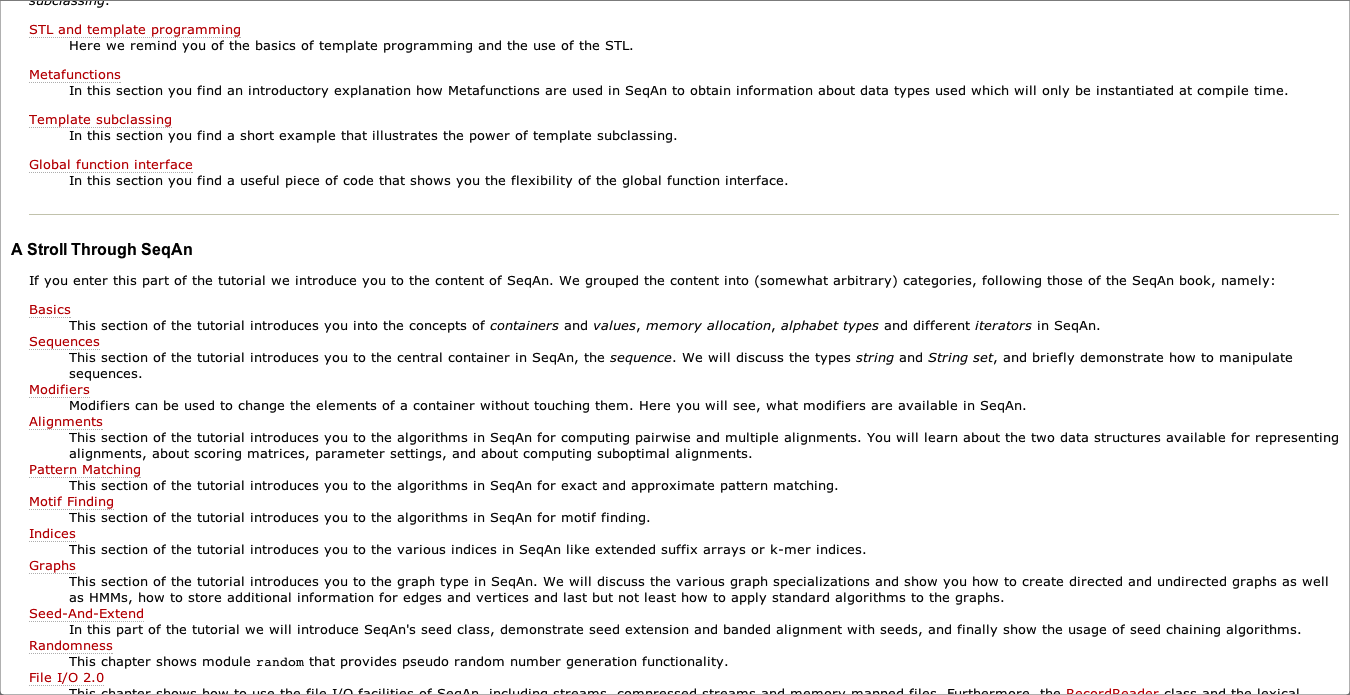 subclassing.
STL and template programming
Here we remind you of the basics of template programming and the use of the STL.
Metafunctions
In this section you find an introductory explanation how Metafunctions are used in SeqAn to obtain information about data types used which will only be instantiated at compile time.
Template subclassing
In this section you find a short example that illustrates the power of template subclassing.
Global function interface
In this section you find a useful piece of code that shows you the flexibility of the global function interface.
A Stroll Through SeqAn
If you enter this part of the tutorial we introduce you to the content of SeqAn. We grouped the content into (somewhat arbitrary) categories, following those of the SeqAn book, namely:
Basics
This section of the tutorial introduces you into the concepts of containers and values, memory allocation, alphabet types and different iterators in SeqAn.
Sequences
This section of the tutorial introduces you to the central container in SeqAn, the sequence. We will discuss the types string and String set, and briefly demonstrate how to manipulate
sequences.
Modifiers
Modifiers can be used to change the elements of a container without touching them. Here you will see, what modifiers are available in SeqAn.
Alignments
This section of the tutorial introduces you to the algorithms in SeqAn for computing pairwise and multiple alignments. You will learn about the two data structures available for representing
alignments, about scoring matrices, parameter settings, and about computing suboptimal alignments.
Pattern Matching
This section of the tutorial introduces you to the algorithms in SeqAn for exact and approximate pattern matching.
Motif Finding
This section of the tutorial introduces you to the algorithms in SeqAn for motif finding.
Indices
This section of the tutorial introduces you to the various indices in SeqAn like extended suffix arrays or k-mer indices.
Graphs
This section of the tutorial introduces you to the graph type in SeqAn. We will discuss the various graph specializations and show you how to create directed and undirected graphs as well
as HMMs, how to store additional information for edges and vertices and last but not least how to apply standard algorithms to the graphs.
Seed-And-Extend
In this part of the tutorial we will introduce SeqAn's seed class, demonstrate seed extension and banded alignment with seeds, and finally show the usage of seed chaining algorithms.
Randomness
This chapter shows module random that provides pseudo random number generation functionality.
File I/O 2.0
This chapter shows how to use the file I/O facilities of SeqAn, including streams, compressed streams and memory mapped files. Furthermore, the RecordReader class and the lexical